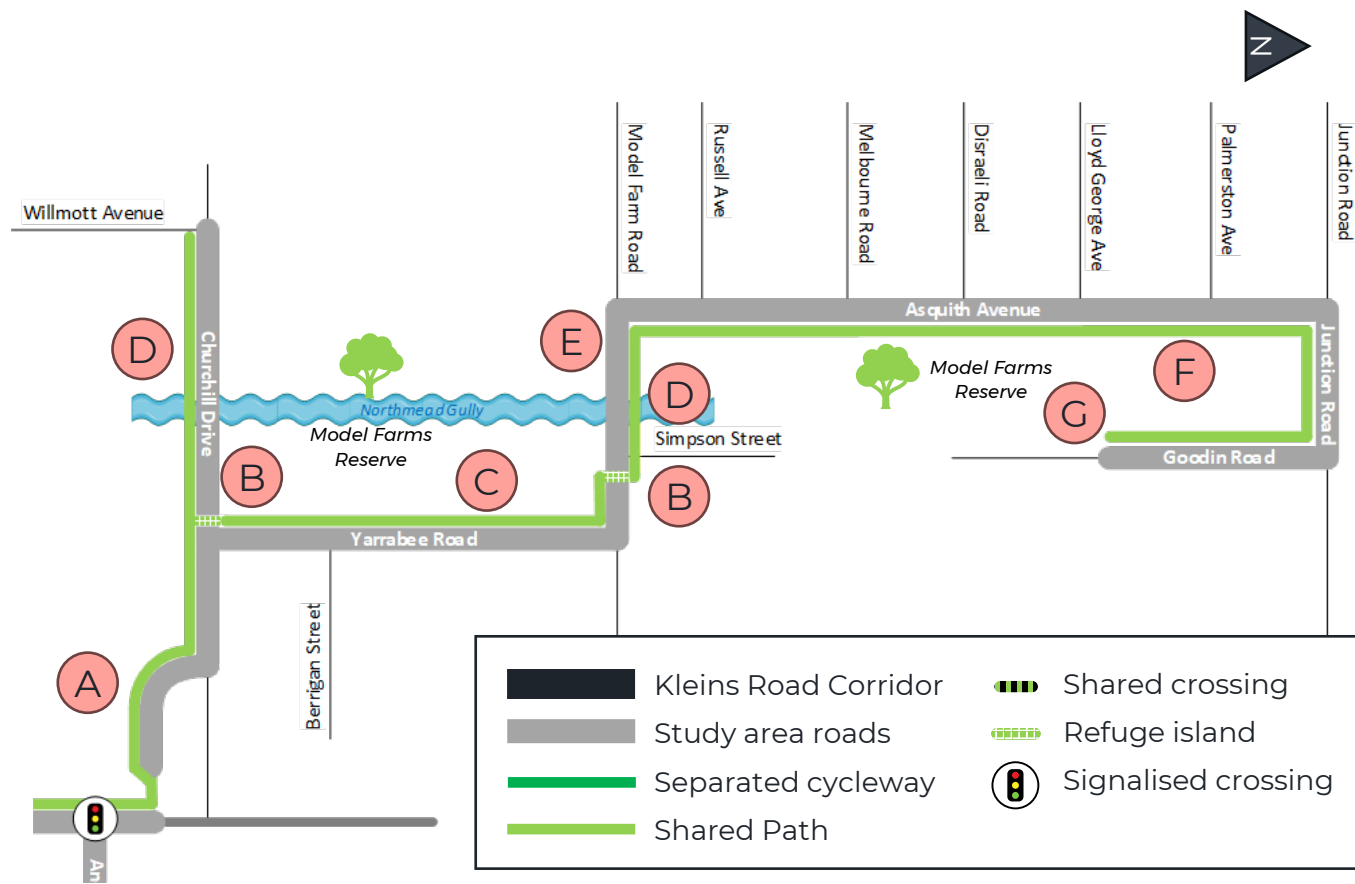 N
Willmott Avenue
Model Farm Road
Russell Ave
Melbourne Road
Disraeli Road
Lloyd George Ave
Palmerston Ave
Junction Road
Asquith Avenue
D
Churchill Drive
E
Junction Road
Model Farms
Reserve
F
D
G
Northmead Gully
Model Farms
Reserve
Simpson Street
Goodin Road
B
C
B
Yarrabee Road
Berrigan Street
A
An
Kleins Road Corridor
Study area roads
Separated cycleway
Shared Path
Shared crossing
Refuge island
Signalised crossing